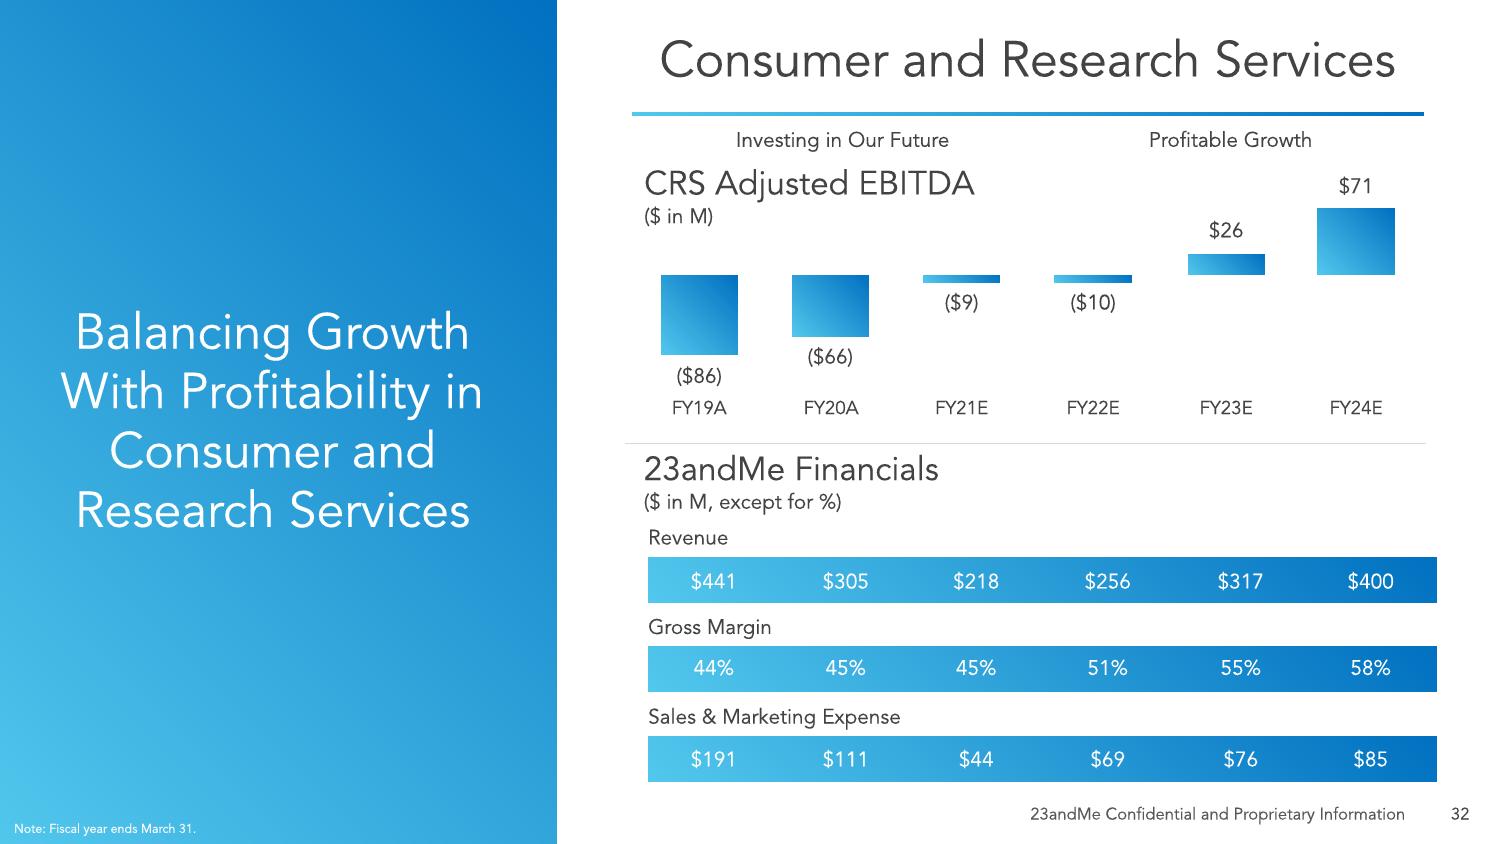 Balancing Growth
With Profitability in
Consumer and
Research Services
Note: Fiscal year ends March 31.
Consumer and Research Services
Investing in Our Future Profitable Growth
CRS Adjusted EBITDA
($ in M)
($86) ($66) ($9) ($10) $26 $71
FY19A FY20A FY21E FY22E FY23E FY24E
23andMe Financials
($ in M, except for %)
Revenue
$441 $305 $218 $256 $317 $400
Gross Margin
44% 45% 45% 51% 55% 58%
Sales & Marketing Expense
$191 $111 $44 $69 $76 $85
23andMe Confidential and Proprietary Information 32